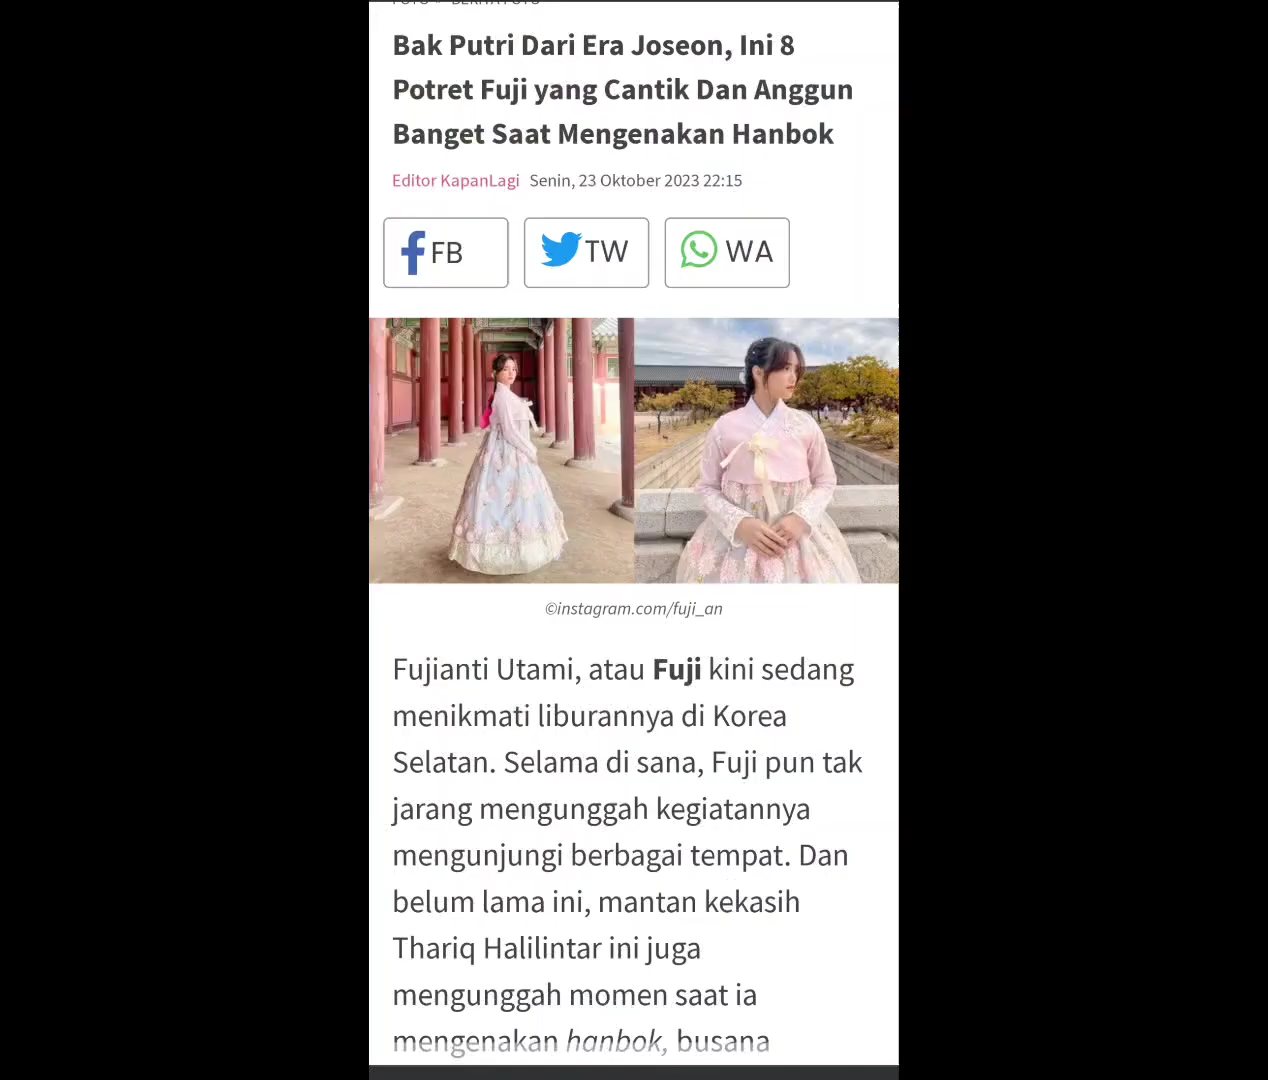 Bak Putri Dari Era Joseon, Ini 8
Potret Fuji yang Cantik Dan Anggun
Banget Saat Mengenakan Hanbok
Editor KapanLagi Senin, 23 Oktober 2023 22:15
FB TW WA
©instagram.com/fuji_an
Fujianti Utami, atau Fuji kini sedang
menikmati liburannya di Korea
Selatan. Selama di sana, Fuji pun tak
jarang mengunggah kegiatannya
mengunjungi berbagai tempat. Dan
belum lama ini, mantan kekasih
Thariq Halilintar ini juga
mengunggah momen saat ia
mengenakan hanbok, busana